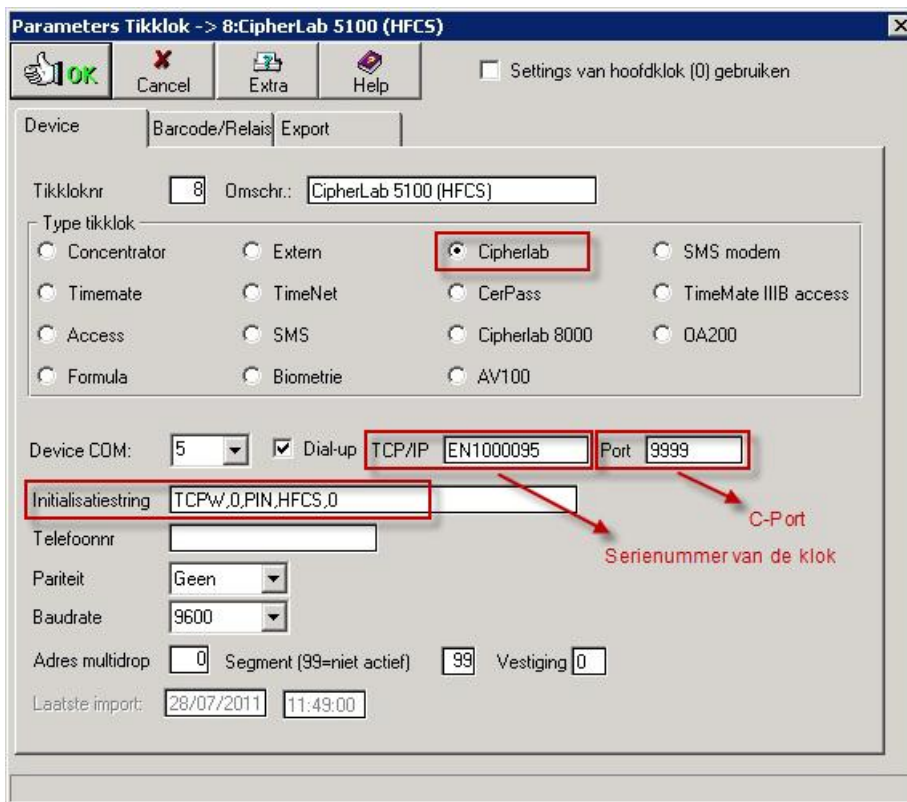 Parameters Tikklok -> 8:CipherLab 5100 (HFCS)
OK
Cancel
Extra
Help
Settings van hoofdklok (0) gebruiken
Device
Barcode/Relais
Export
Tikkloknr 8 Omschr.: CipherLab 5100 (HFCS)
Type tikklok
Concentrator Extern Cipherlab SMS modem
Timemate TimeNet CerPass TimeMate IIIB access
Access SMS Cipherlab 8000 OA200
Formula Biometrie AV100
Device COM: 5 Dial-up TCP/IP EN1000095 Port 9999
Initialisatiestring TCPW,0,PIN,HFCS,0
C-Port
Telefoonnr
Serienummer van de klok
Pariteit Geen
Baudrate 9600
Adres multidrop 0 Segment (99=niet actief) 99 Vestiging 0
Laatste import: 28/07/2011 11:49:00